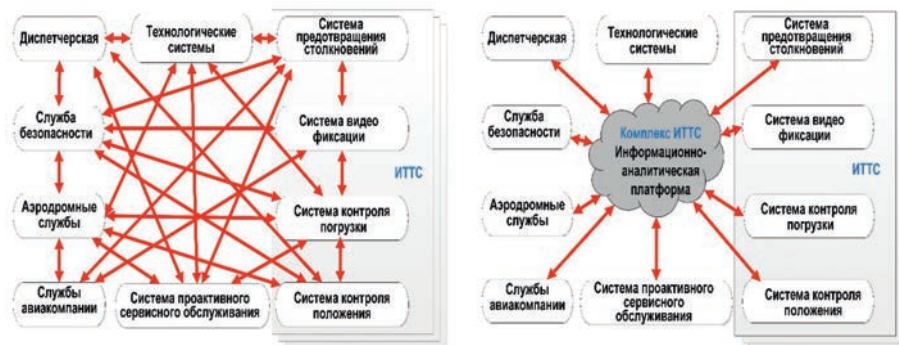 Диспетчерская
Технологические
системы
Система
предотвращения
столкновений
Служба
безопасности
Система видео
фиксации
ИТТС
Аэродромные
службы
Система контроля
погрузки
Службы
авиакомпании
Система проактивного
сервисного обслуживания
Система контроля
положения
Диспетчерская
Технологические
системы
Система
предотвращения
столкновений
Служба
безопасности
Комплекс ИТТС
Информационно-
аналитическая
платформа
Система видео
фиксации
ИТТС
Аэродромные
службы
Система контроля
погрузки
Службы
авиакомпании
Система проактивного
сервисного
обслуживания
Система контроля
положения